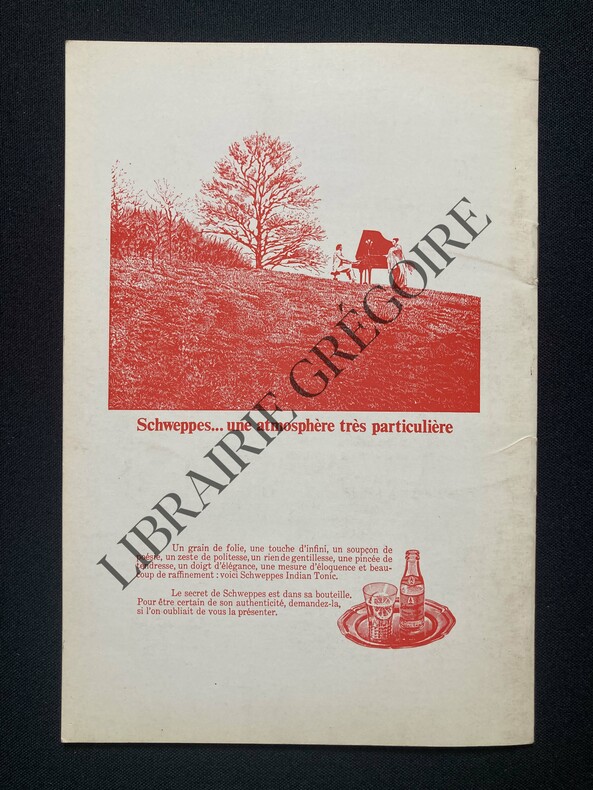 Schweppes... une atmosphère très particulière
Un grain de folie, une touche d'infini, un soupçon de
poésie, un zeste de politesse, un rien de gentillesse, une pincée de
tendresse, un doigt d'élégance, une mesure d'éloquence et beau-
coup de raffinement : voici Schweppes Indian Tonic.
Le secret de Schweppes est dans sa bouteille.
Pour être certain de son authenticité, demandez-la,
si l'on oubliait de vous la présenter.
LIBRAIRIE GRÉGOIRE